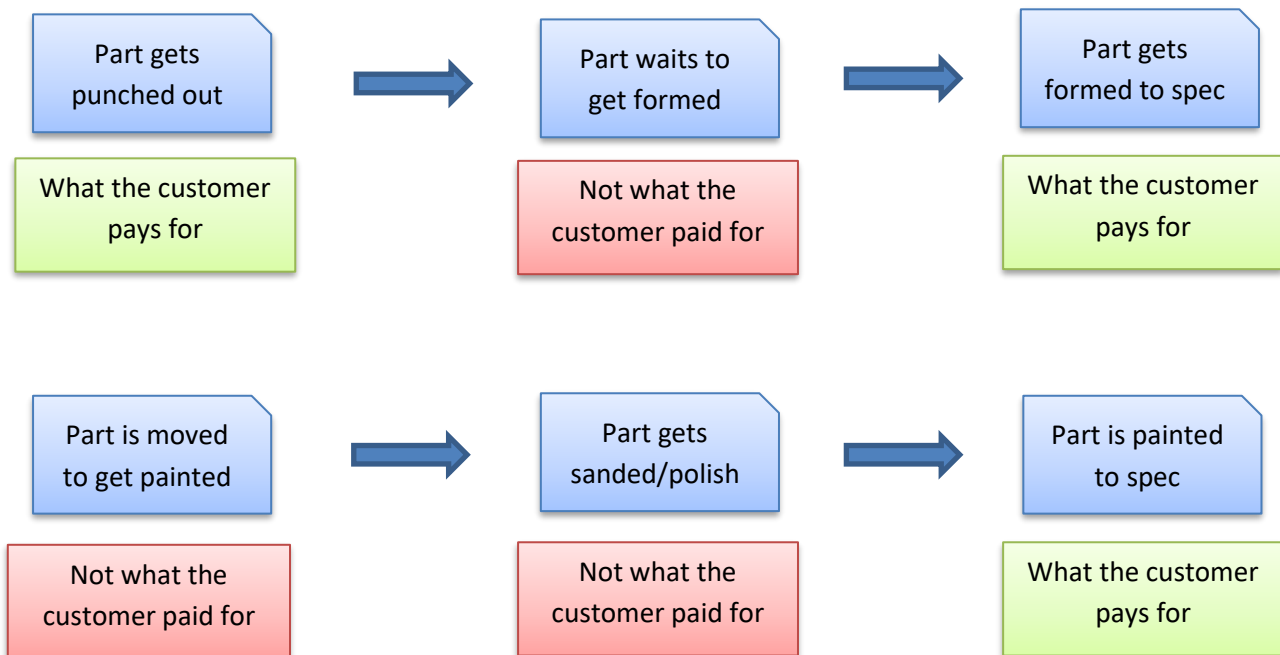 Part gets
punched out
Part waits to
get formed
Part gets
formed to spec
What the customer
pays for
Not what the
customer paid for
What the customer
pays for
Part is moved
to get painted
Part gets
sanded/polish
Part is painted
to spec
Not what the
customer paid for
Not what the
customer paid for
What the customer
pays for